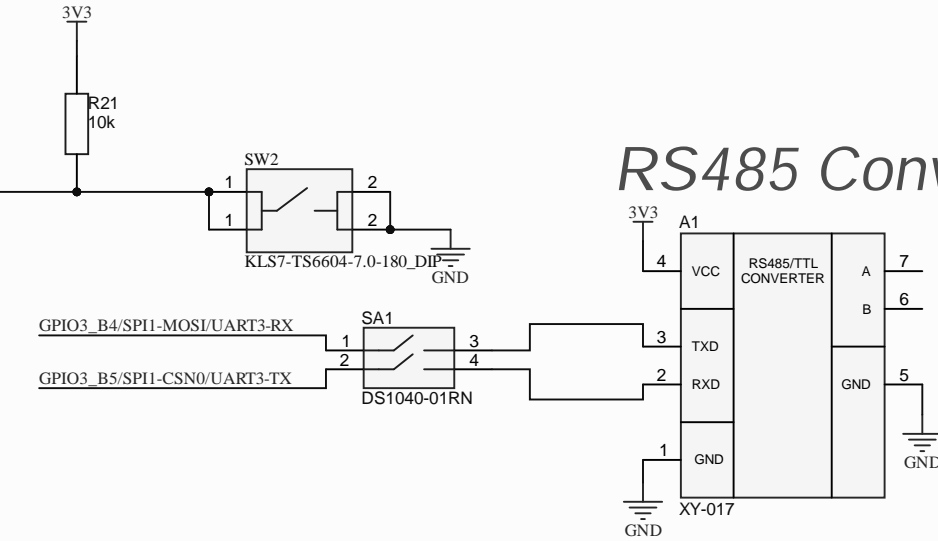 3V3
R21
10k
SW2
1
2
1
2
KLS7-TS6604-7.0-180_DIP
GND
RS485 Conv
3V3
A1
4
VCC
RS485/TTL
CONVERTER
A
7
B
6
GPIO3_B4/SPI1-MOSI/UART3-RX
SA1
1
3
2
4
GPIO3_B5/SPI1-CSN0/UART3-TX
DS1040-01RN
3
TXD
2
RXD
GND
5
GND
1
GND
GND
XY-017